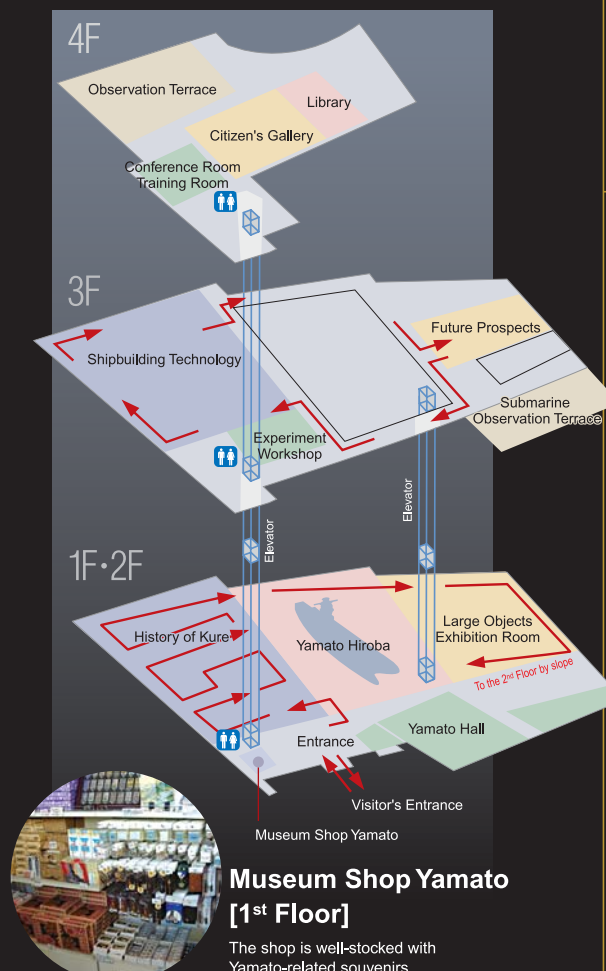 4F
Observation Terrace
Library
Citizen's Gallery
Conference Room
Training Room
3F
Future Prospects
Shipbuilding Technology
Submarine
Observation Terrace
Experiment
Workshop
Elevator
Elevator
1F·2F
Large Objects
Exhibition Room
History of Kure
Yamato Hiroba
To the 2nd Floor by slope
Yamato Hall
Entrance
Visitor's Entrance
Museum Shop Yamato
Museum Shop Yamato
[1st Floor]
The shop is well-stocked with
Yamato-related souvenirs